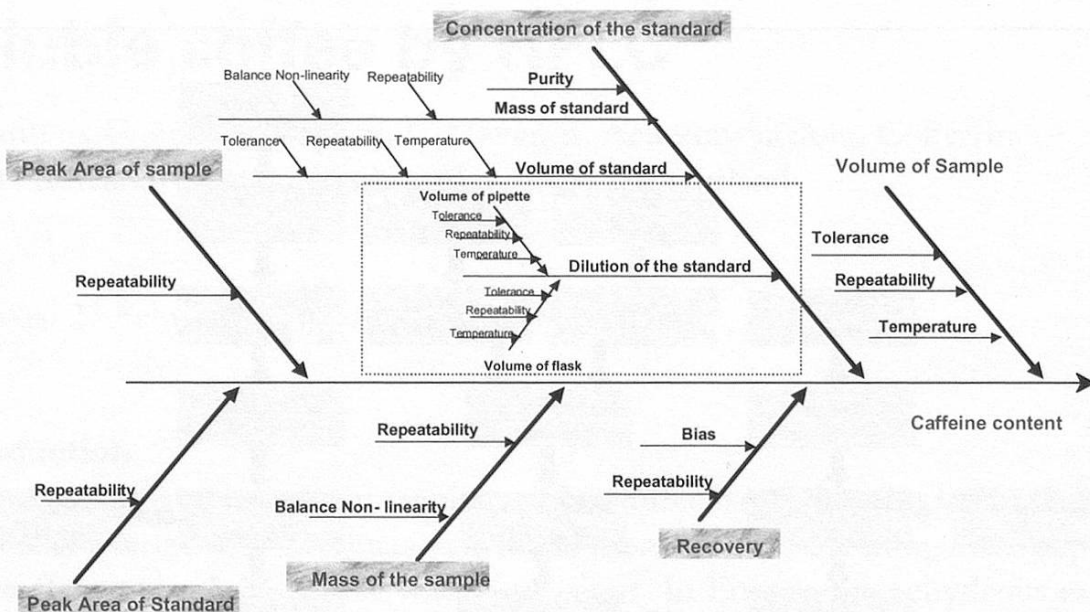 Concentration of the standard
Balance Non-linearity
Repeatability
Purity
Mass of standard
Tolerance
Repeatability
Temperature
Volume of standard
Peak Area of sample
Repeatability
Volume of pipette
Tolerance
Repeatability
Temperature
Dilution of the standard
Tolerance
Repeatability
Temperature
Volume of flask
Volume of Sample
Tolerance
Repeatability
Temperature
Caffeine content
Repeatability
Peak Area of Standard
Repeatability
Balance Non- linearity
Mass of the sample
Bias
Repeatability
Recovery